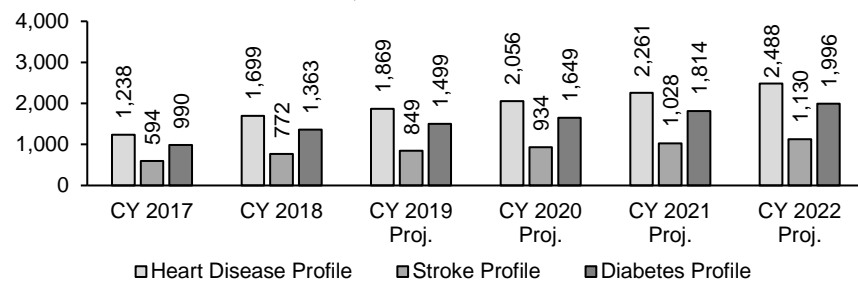 4,000
3,000
2,000
1,000
0
1,238
594
990
1,699
772
1,363
1,869
849
1,499
2,056
934
1,649
2,261
1,028
1,814
2,488
1,130
1,996
CY 2017
CY 2018
CY 2019
Proj.
CY 2020
Proj.
CY 2021
Proj.
CY 2022
Proj.
Heart Disease Profile
Stroke Profile
Diabetes Profile